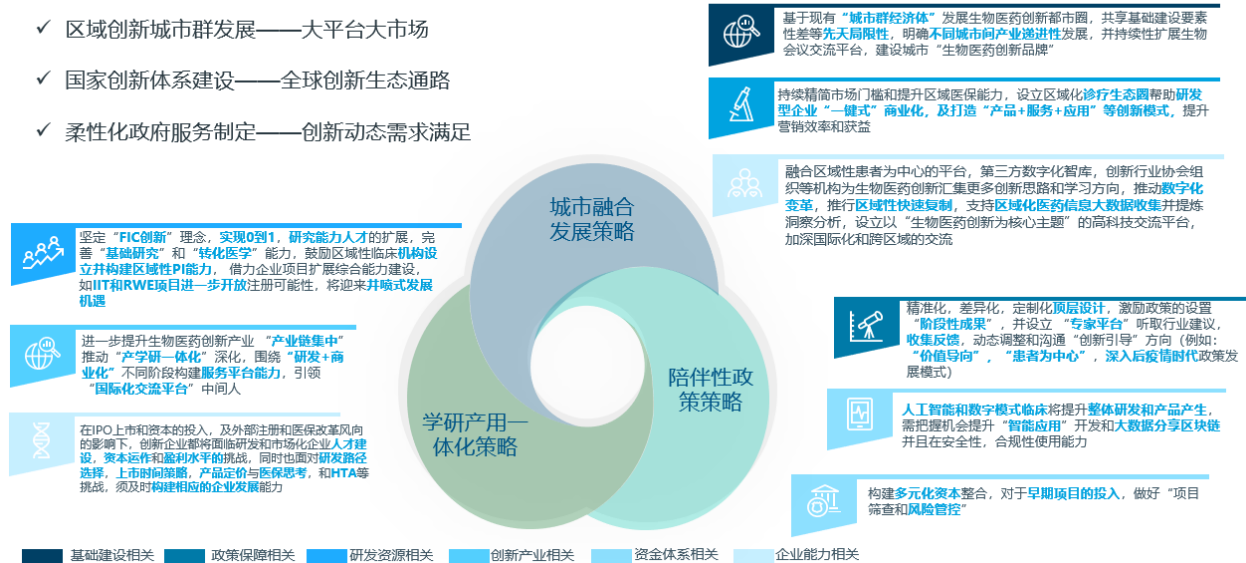 ✓ 区域创新城市群发展——大平台大市场
✓ 国家创新体系建设——全球创新生态通路
✓ 柔性化政府服务制定——创新动态需求满足
基于现有“城市群经济体”发展生物医药创新都市圈，共享基础建设要素
性差等先天局限性，明确不同城市间产业递进性发展，并持续性扩展生物
会议交流平台，建设城市“生物医药创新品牌”
持续精简市场门槛和提升区域医保能力，设立区域化诊疗生态圈帮助研发
型企业“一键式”商业化，及打造“产品+服务+应用”等创新模式，提升
营销效率和获益
融合区域性患者为中心的平台，第三方数字化智库，创新行业协会组
织等机构为生物医药创新汇集更多创新思路和学习方向，推动数字化
变革，推行区域性快速复制，支持区域化医药信息大数据收集并提炼
洞察分析，设立以“生物医药创新为核心主题”的高科技交流平台，
加深国际化和跨区域的交流
城市融合
发展策略
坚定“FIC创新”理念，实现0到1，研究能力人才的扩展，完
善“基础研究”和“转化医学”能力，鼓励区域性临床机构设
立并构建区域性PI能力， 借力企业项目扩展综合能力建设，
如IIT和RWE项目进一步开放注册可能性，将迎来井喷式发展
机遇
进一步提升生物医药创新产业 “产业链集中”
推动“产学研一体化”深化，围绕“研发+商
业化”不同阶段构建服务平台能力，引领
“国际化交流平台”中间人
在IPO上市和资本的投入，及外部注册和医保改革风向
的影响下，创新企业都将面临研发和市场化企业人才建
设，资本运作和盈利水平的挑战，同时也面对研发路径
选择，上市时间策略，产品定价与医保思考，和HTA等
挑战，须及时构建相应的企业发展能力
学研产用一
体化策略
陪伴性政
策策略
精准化，差异化，定制化顶层设计，激励政策的设置
“阶段性成果”，并设立 “专家平台”听取行业建议，
收集反馈，动态调整和沟通“创新引导”方向（例如：
“价值导向”，“患者为中心”，深入后疫情时代政策发
展模式）
人工智能和数字模式临床将提升整体研发和产品产生，
需把握机会提升“智能应用”开发和大数据分享区块链
并且在安全性，合规性使用能力
构建多元化资本整合，对于早期项目的投入，做好“项目
筛查和风险管控”
基础建设相关
政策保障相关
研发资源相关
创新产业相关
资金体系相关
企业能力相关